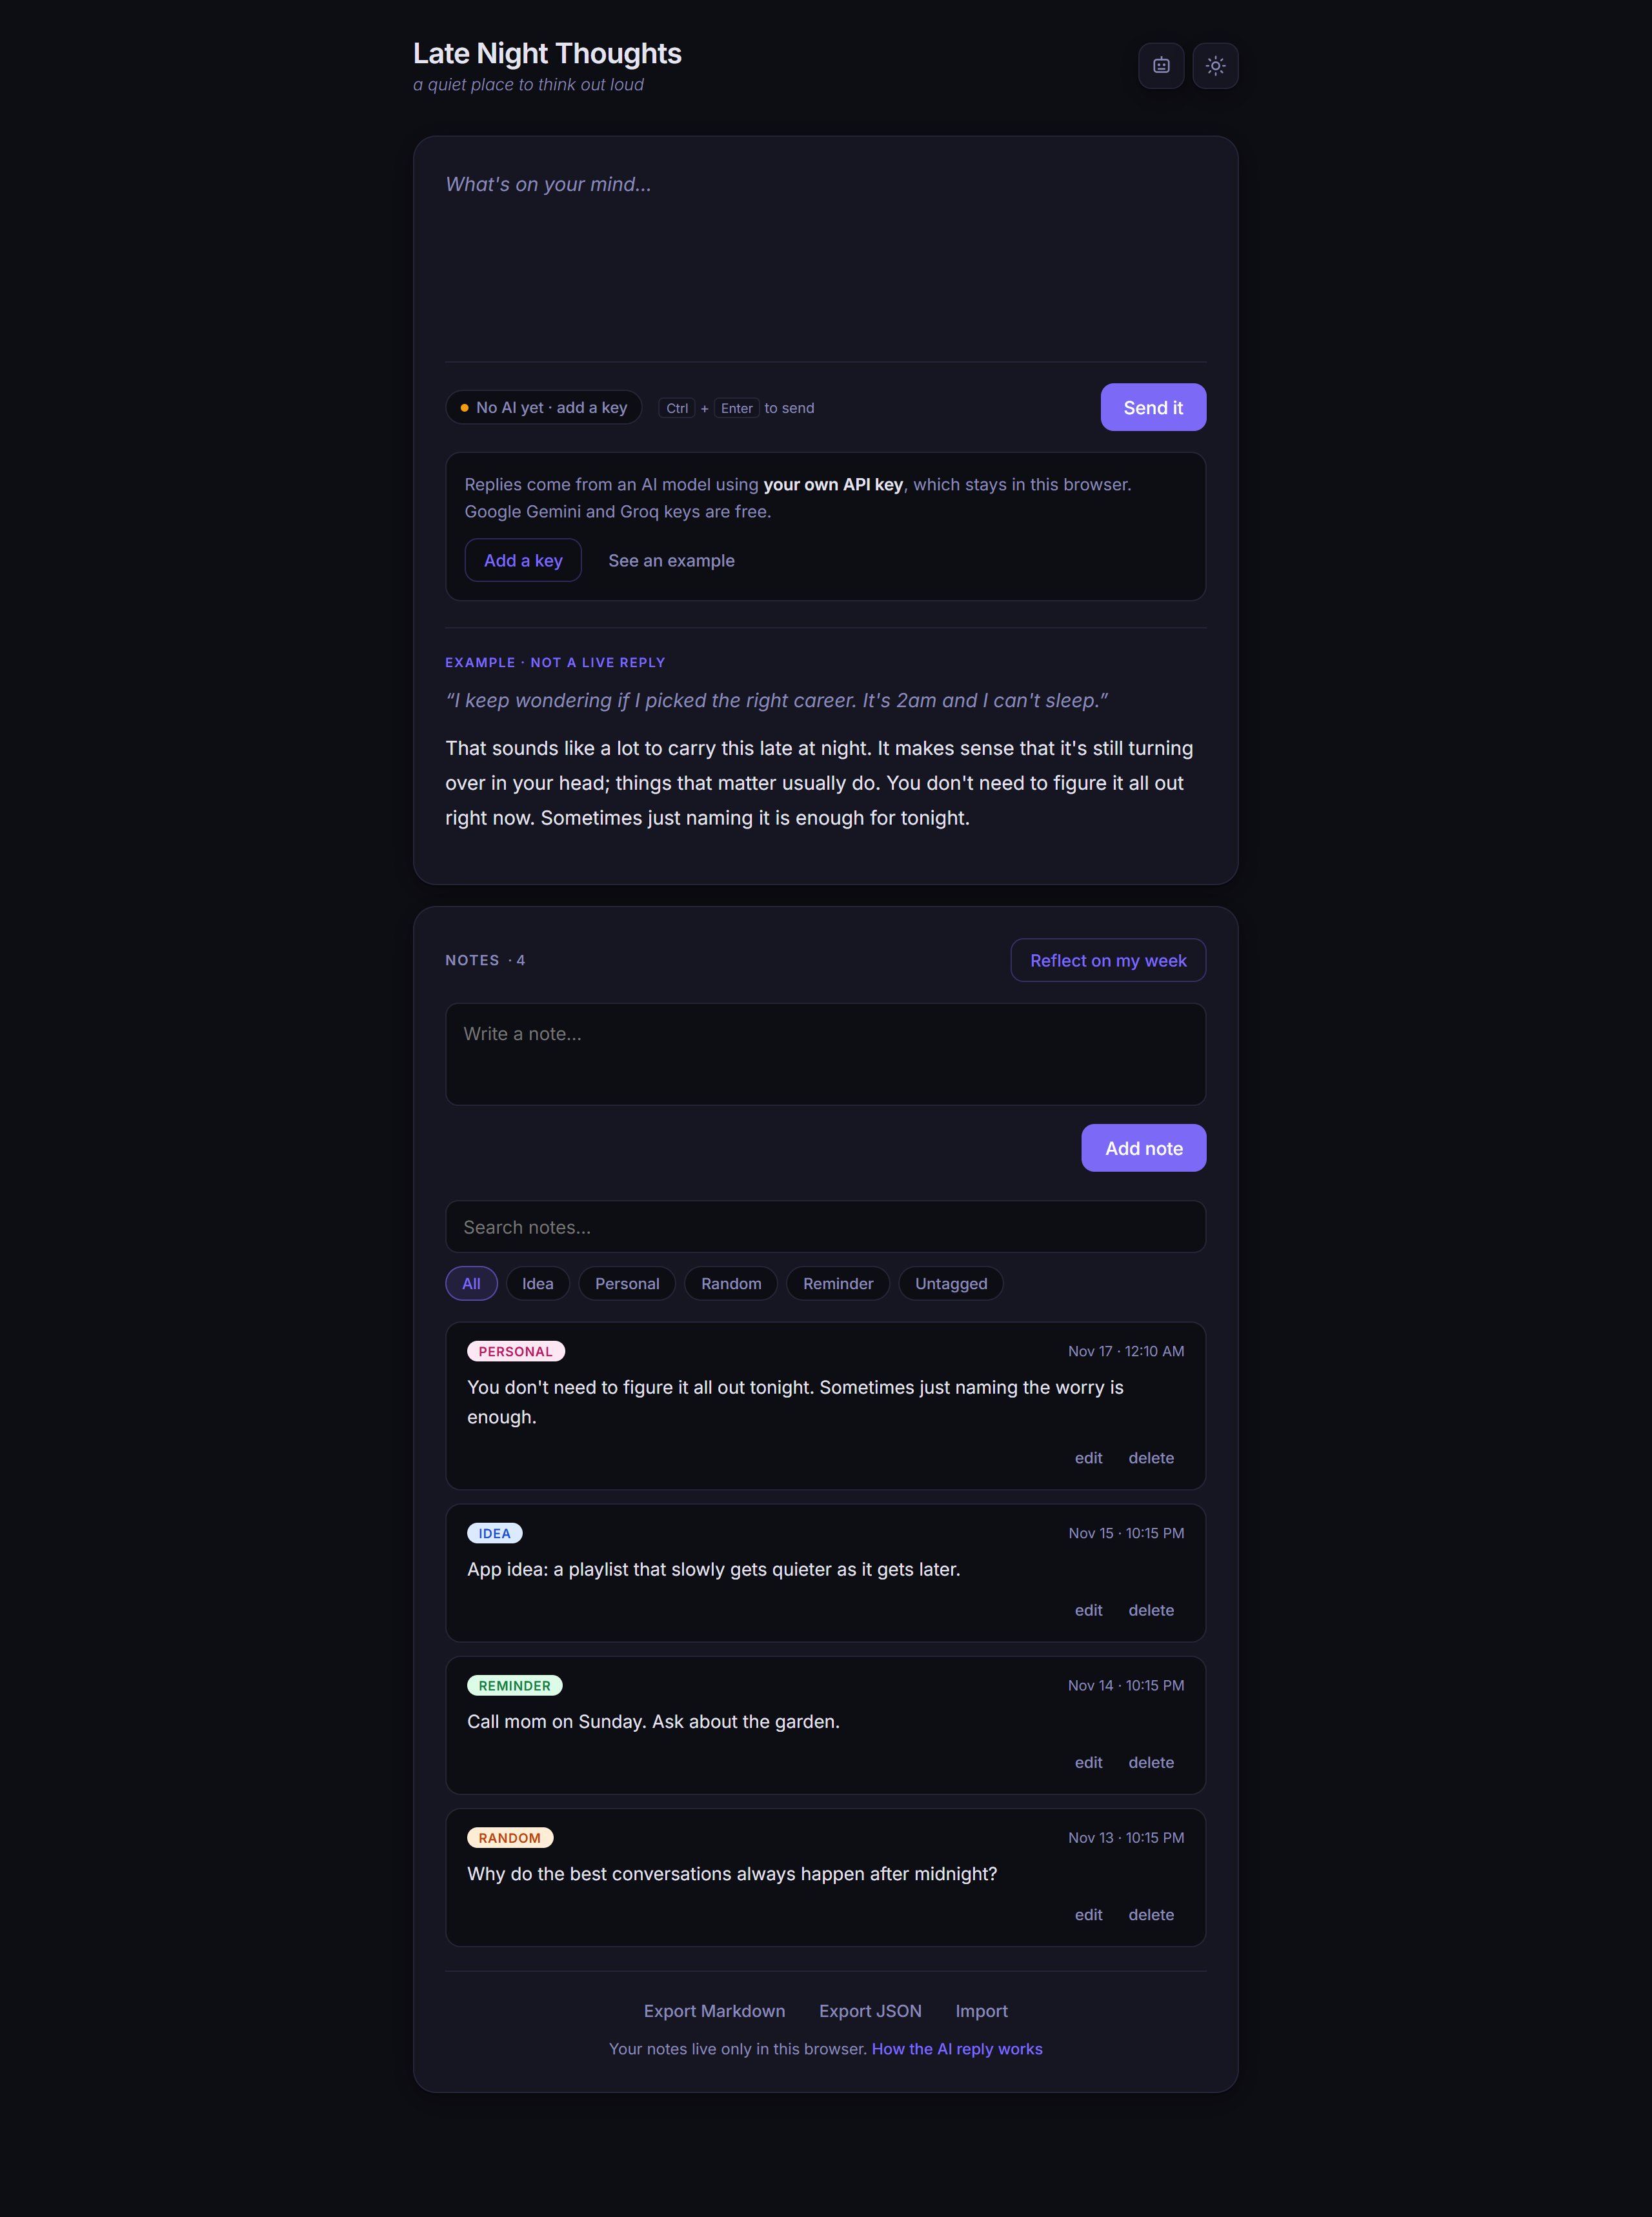 Late Night Thoughts
a quiet place to think out loud
What's on your mind...
No AI yet · add a key
Ctrl + Enter to send
Send it
Replies come from an AI model using your own API key, which stays in this browser.
Google Gemini and Groq keys are free.
Add a key
See an example
EXAMPLE · NOT A LIVE REPLY
“I keep wondering if I picked the right career. It's 2am and I can't sleep.”
That sounds like a lot to carry this late at night. It makes sense that it's still turning
over in your head; things that matter usually do. You don't need to figure it all out
right now. Sometimes just naming it is enough for tonight.
NOTES · 4
Reflect on my week
Write a note...
Add note
Search notes...
All
Idea
Personal
Random
Reminder
Untagged
PERSONAL
Nov 17 · 12:10 AM
You don't need to figure it all out tonight. Sometimes just naming the worry is
enough.
edit
delete
IDEA
Nov 15 · 10:15 PM
App idea: a playlist that slowly gets quieter as it gets later.
edit
delete
REMINDER
Nov 14 · 10:15 PM
Call mom on Sunday. Ask about the garden.
edit
delete
RANDOM
Nov 13 · 10:15 PM
Why do the best conversations always happen after midnight?
edit
delete
Export Markdown
Export JSON
Import
Your notes live only in this browser. How the AI reply works